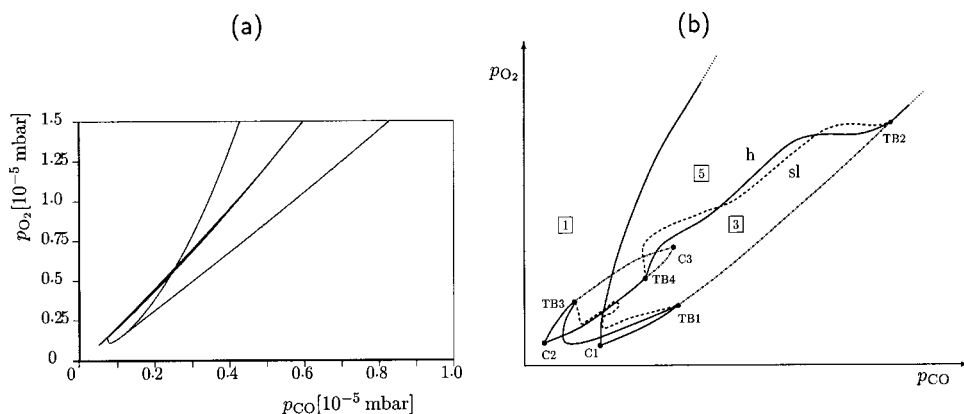 (a)
p_O₂ [10⁻⁵ mbar]
1.5
1.25
1.0
0.75
0.5
0.25
0
0 0.2 0.4 0.6 0.8 1.0
p_CO [10⁻⁵ mbar]
(b)
p_O₂
h
TB2
5
sl
1
3
C3
TB4
TB3
TB1
C2
C1
p_CO